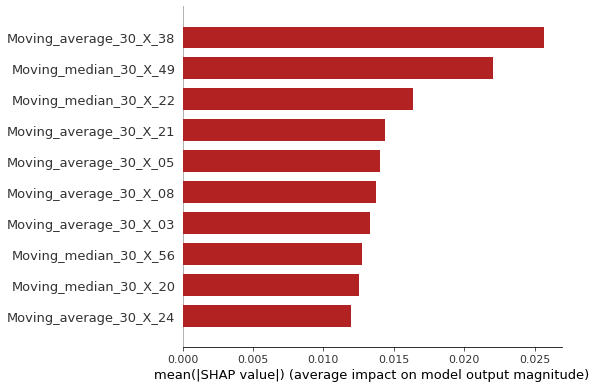 Moving_average_30_X_38
Moving_median_30_X_49
Moving_median_30_X_22
Moving_average_30_X_21
Moving_average_30_X_05
Moving_average_30_X_08
Moving_average_30_X_03
Moving_median_30_X_56
Moving_median_30_X_20
Moving_average_30_X_24
0.000 0.005 0.010 0.015 0.020 0.025
mean(|SHAP value|) (average impact on model output magnitude)